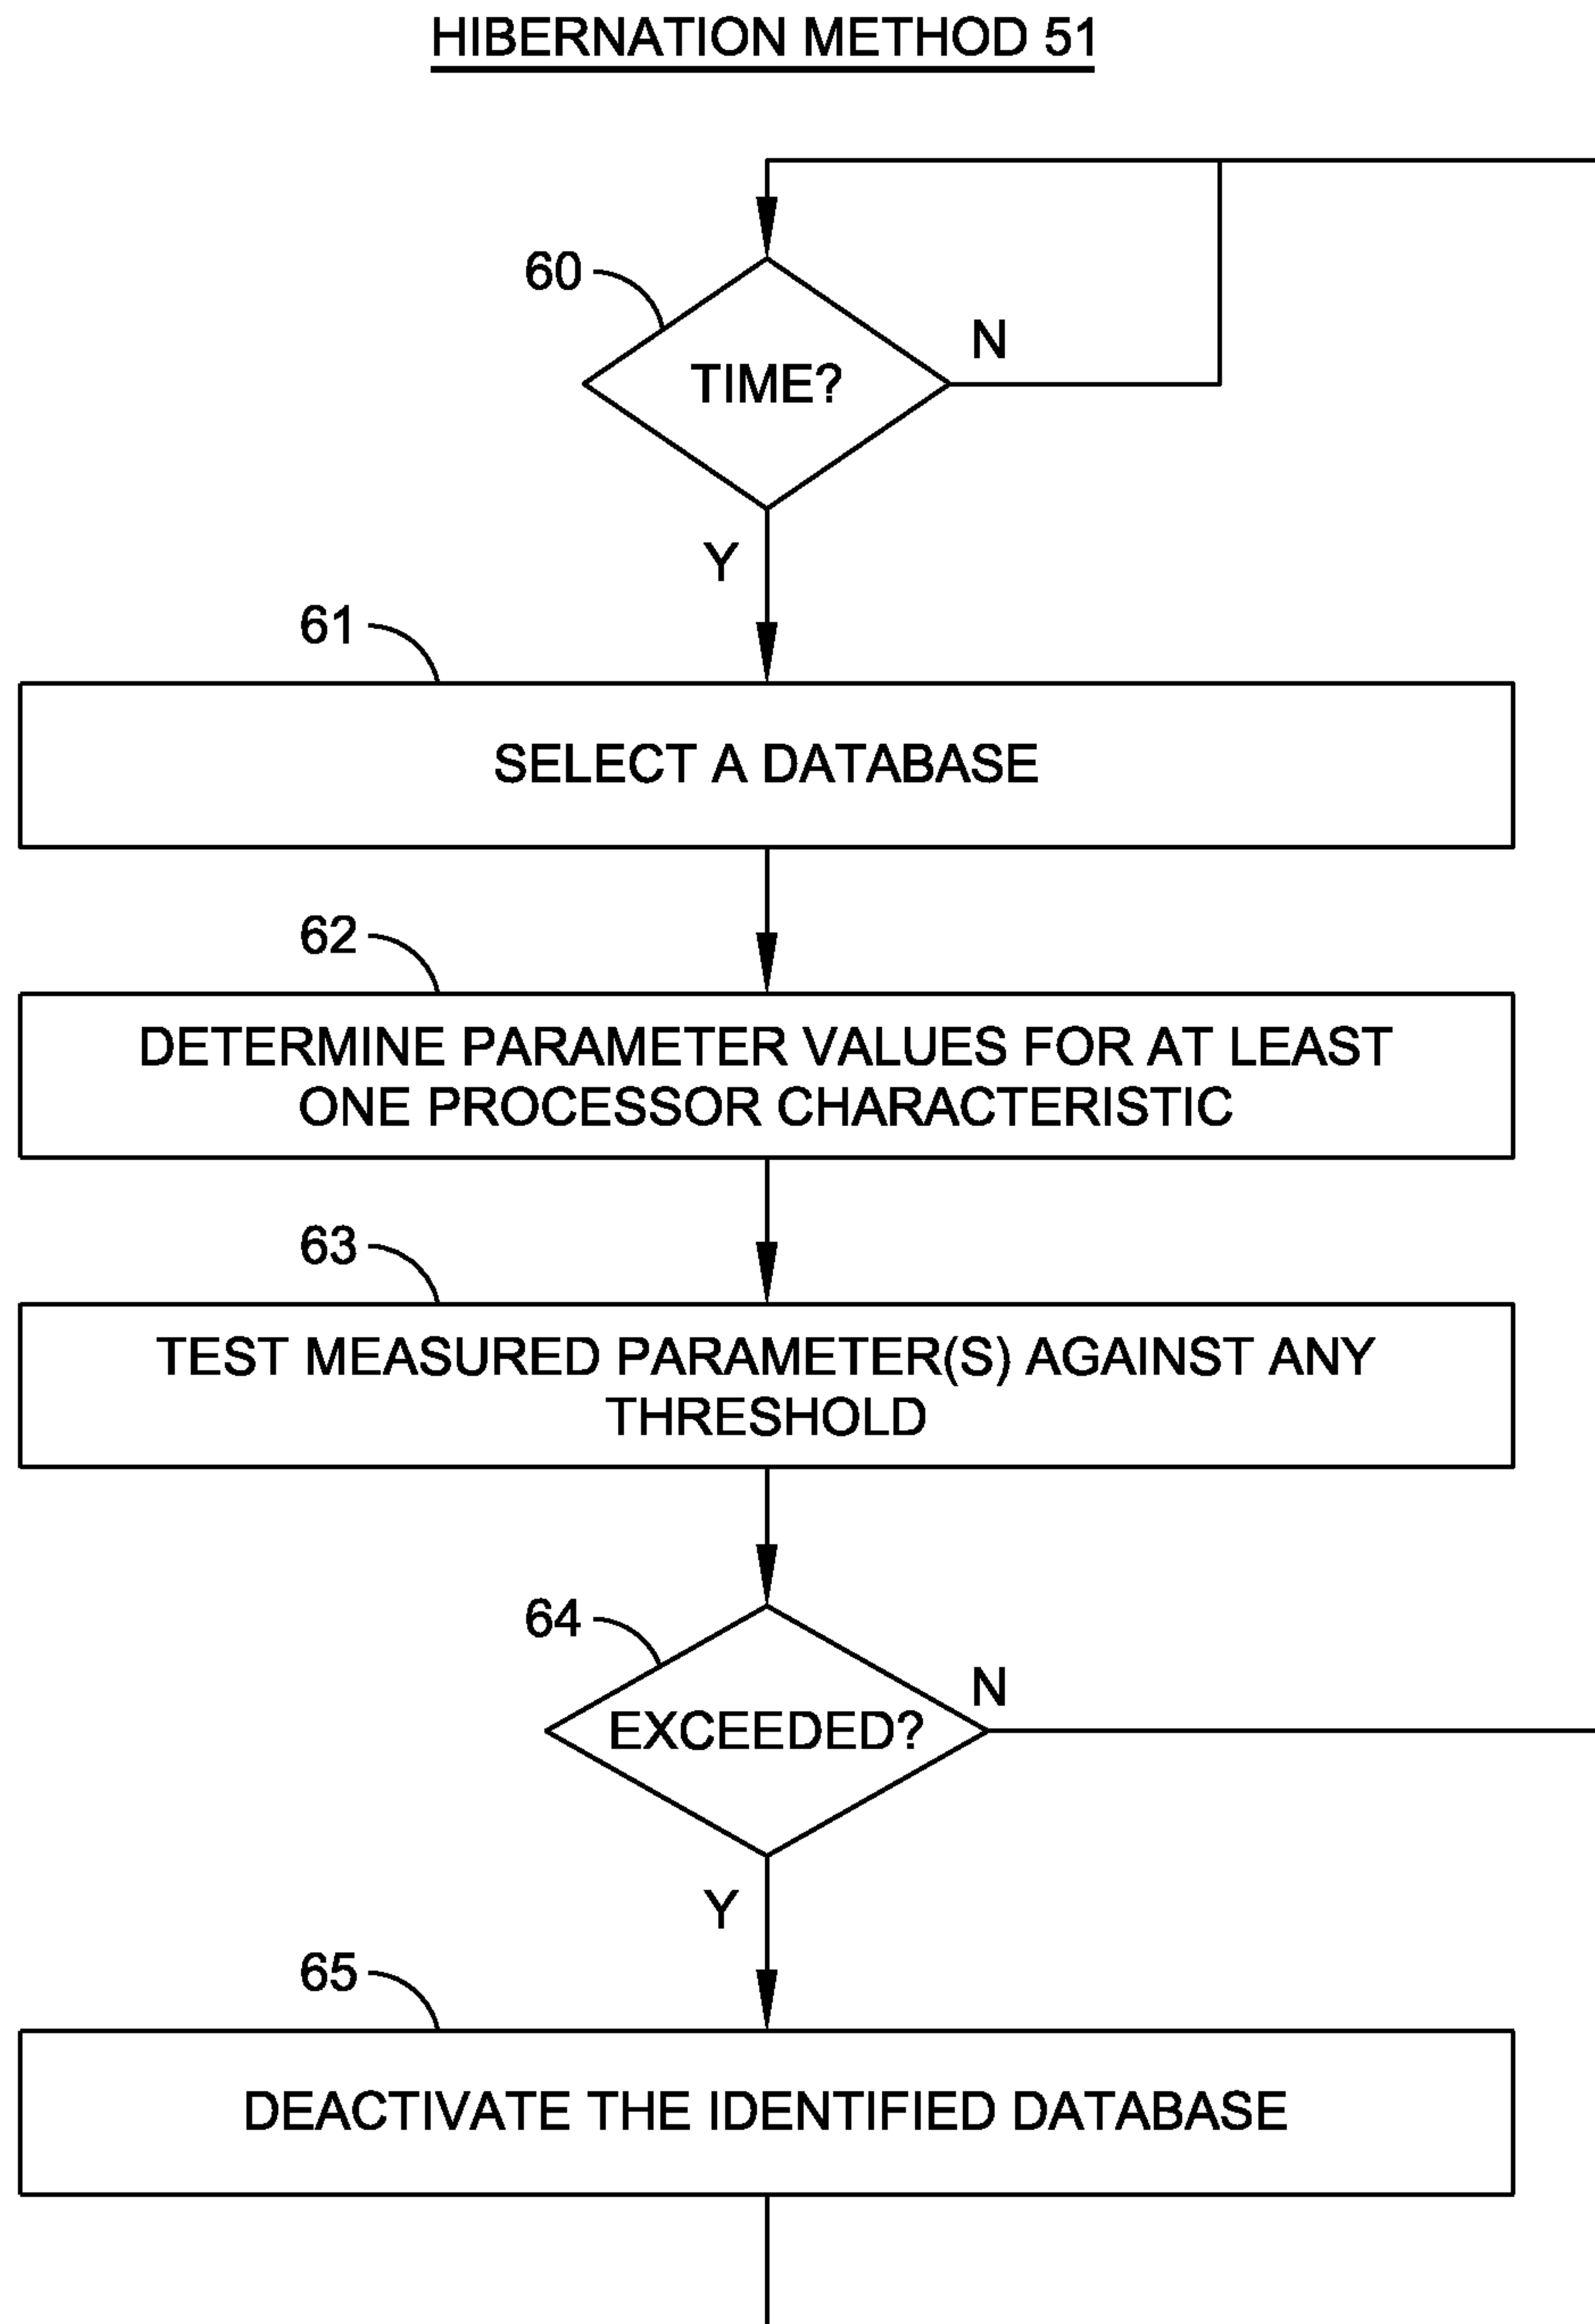 HIBERNATION METHOD 51
60
TIME?
N
Y
61
SELECT A DATABASE
62
DETERMINE PARAMETER VALUES FOR AT LEAST
ONE PROCESSOR CHARACTERISTIC
63
TEST MEASURED PARAMETER(S) AGAINST ANY
THRESHOLD
64
N
EXCEEDED?
Y
65
DEACTIVATE THE IDENTIFIED DATABASE